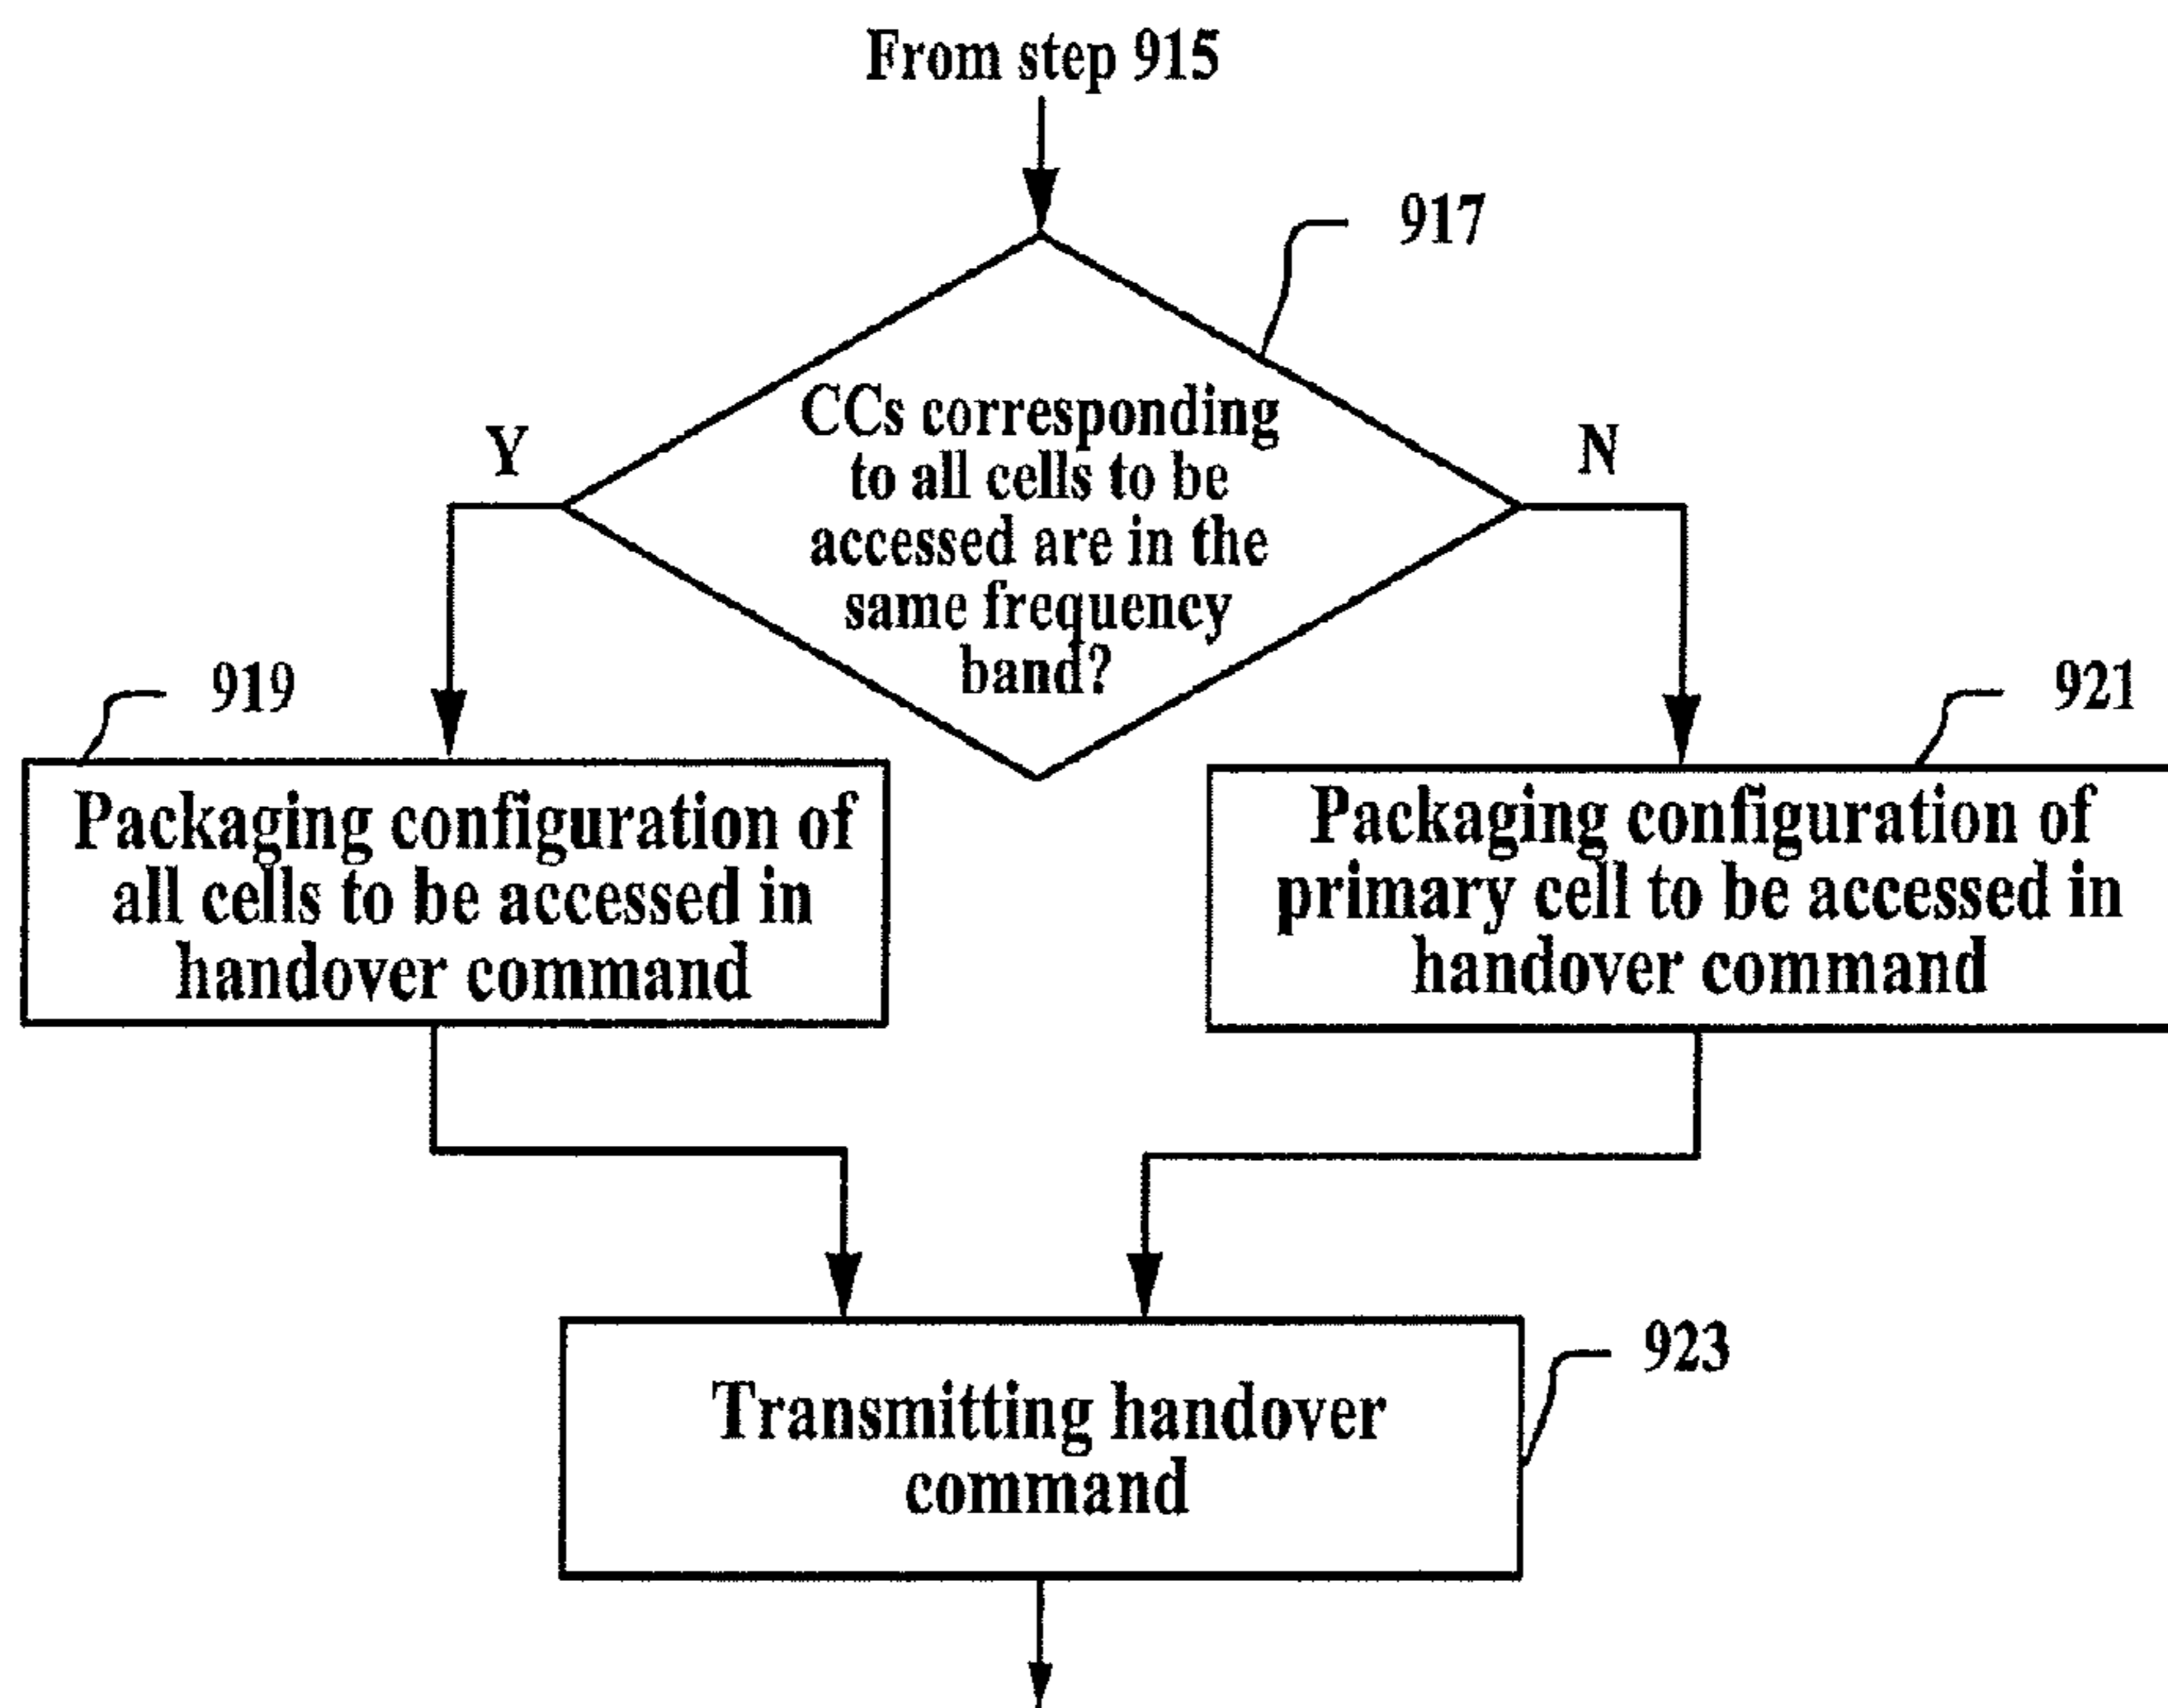 From step 915
917
CCs corresponding
to all cells to be
accessed are in the
same frequency
band?
Y
N
919
921
Packaging configuration of
all cells to be accessed in
handover command
Packaging configuration of
primary cell to be accessed in
handover command
923
Transmitting handover
command